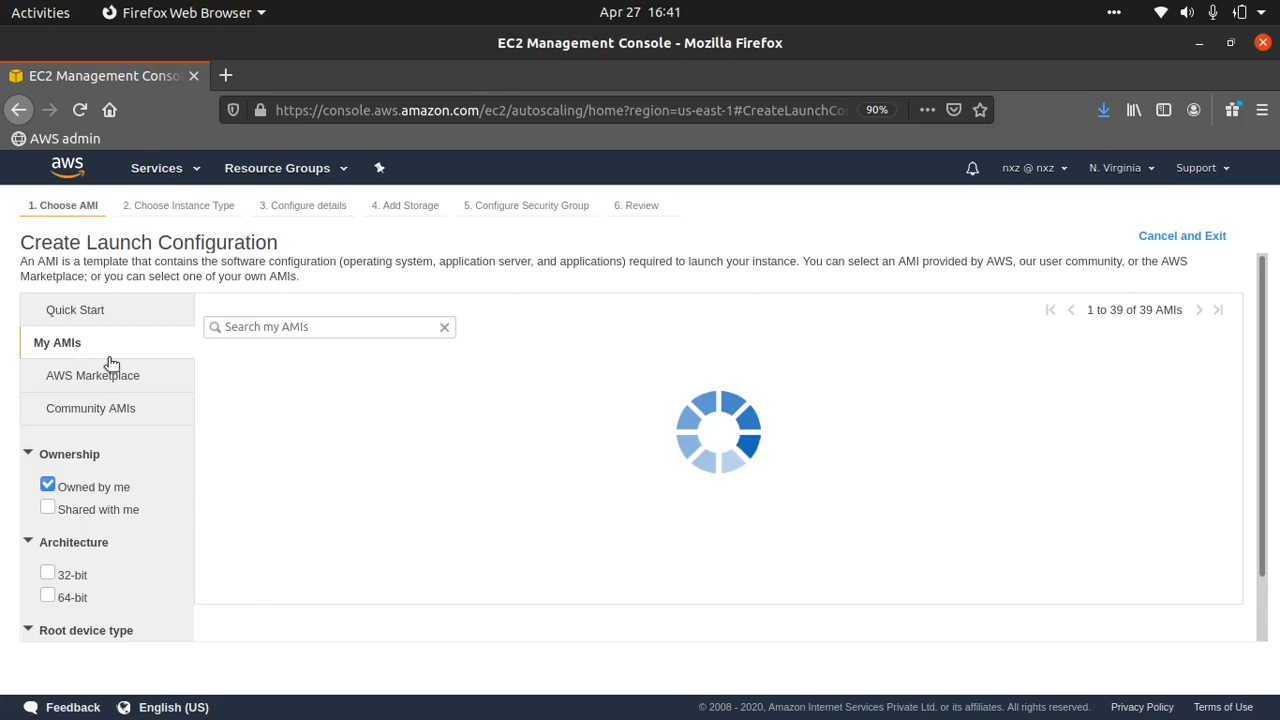 Activities Firefox Web Browser Apr 27 16:41
EC2 Management Console - Mozilla Firefox
EC2 Management Conso
https://console.aws.amazon.com/ec2/autoscaling/home?region=us-east-1#CreateLaunchCo 90%
AWS admin
aws Services Resource Groups nxz @ nxz N. Virginia Support
1. Choose AMI 2. Choose Instance Type 3. Configure details 4. Add Storage 5. Configure Security Group 6. Review
Create Launch Configuration Cancel and Exit
An AMI is a template that contains the software configuration (operating system, application server, and applications) required to launch your instance. You can select an AMI provided by AWS, our user community, or the AWS
Marketplace; or you can select one of your own AMIs.
Quick Start 1 to 39 of 39 AMIs
Search my AMIs
My AMIs
AWS Marketplace
Community AMIs
Ownership
Owned by me
Shared with me
Architecture
32-bit
64-bit
Root device type
Feedback English (US) © 2008 - 2020, Amazon Internet Services Private Ltd. or its affiliates. All rights reserved. Privacy Policy Terms of Use